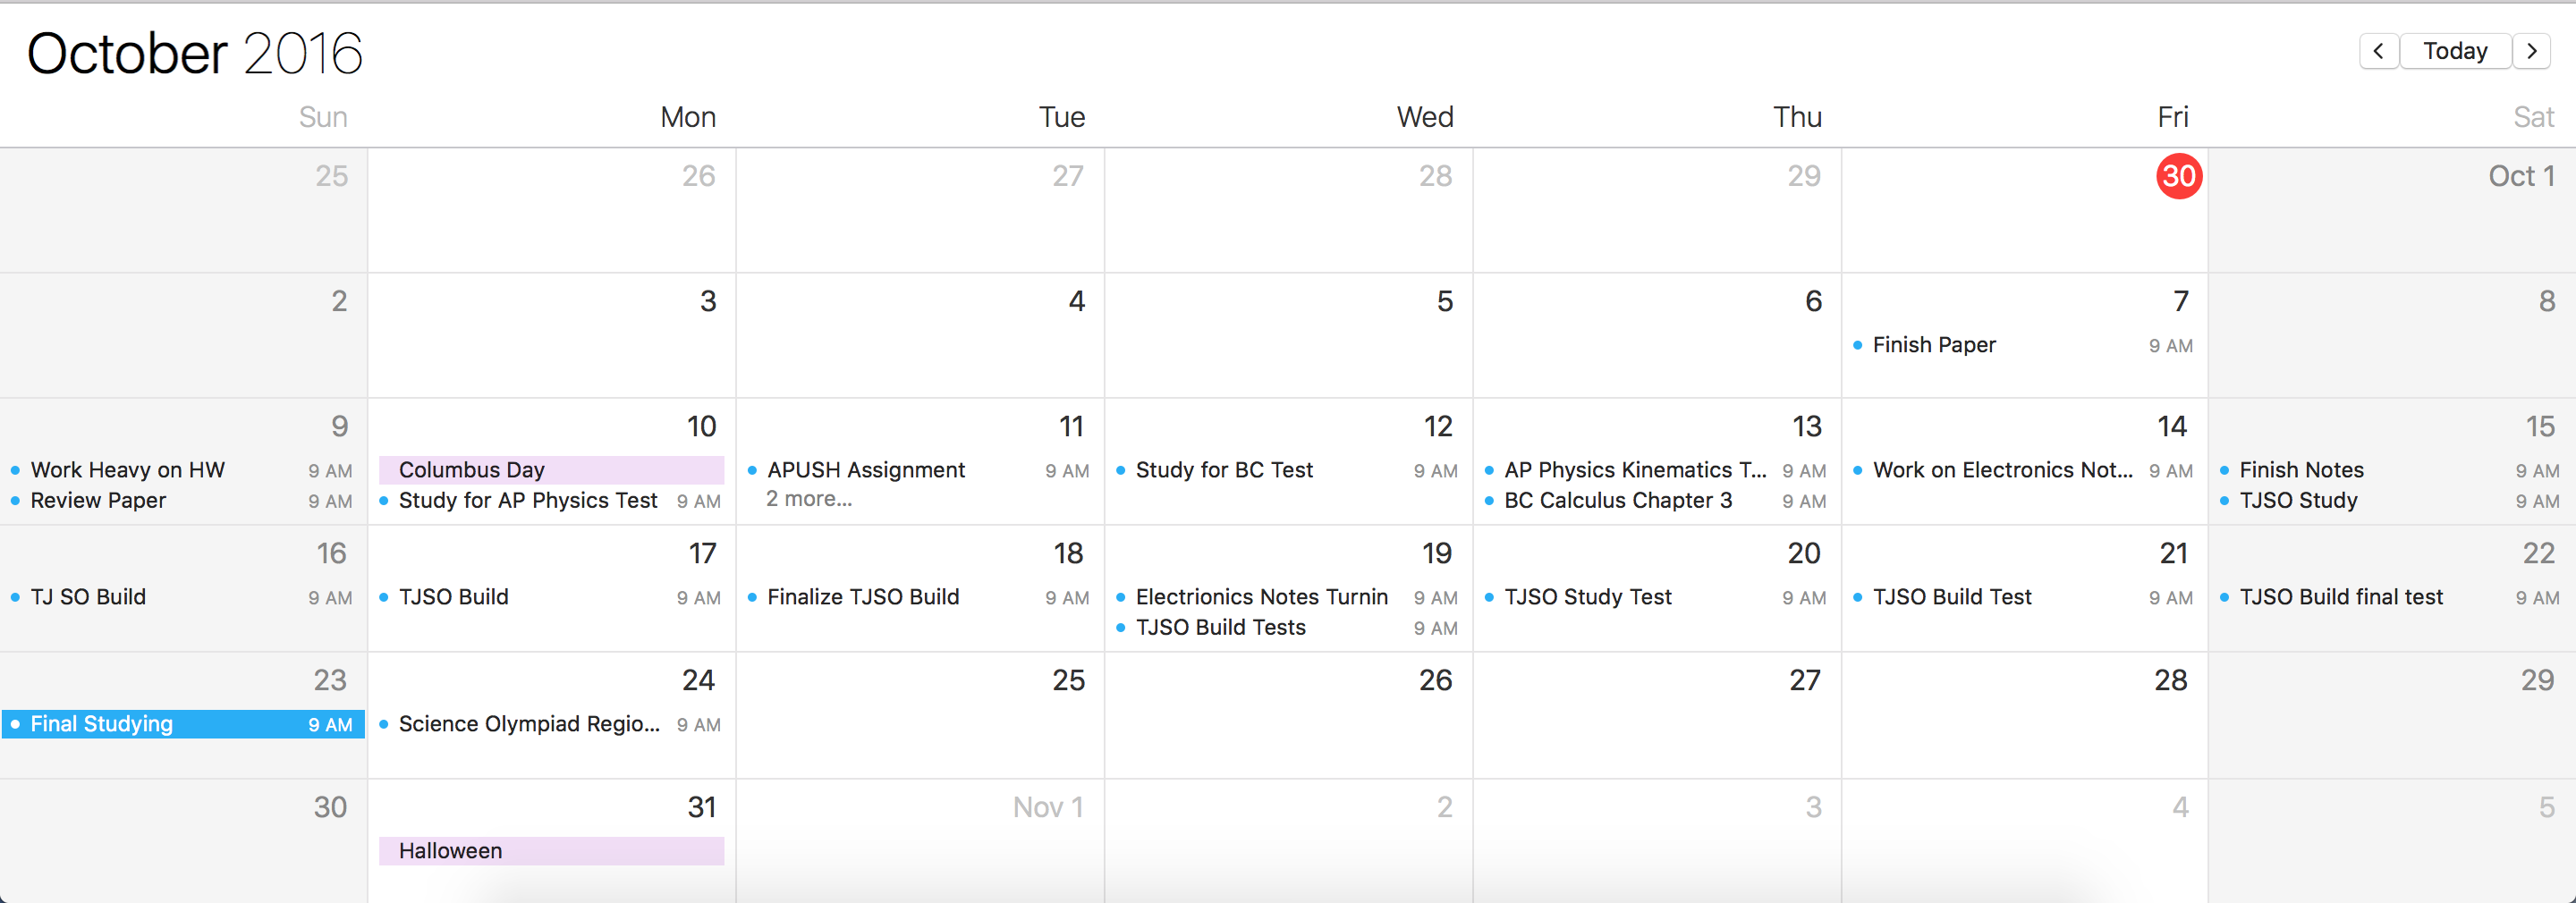 October 2016
< Today >
Sun Mon Tue Wed Thu Fri Sat
25 26 27 28 29 30 Oct 1
2 3 4 5 6 7 8
Finish Paper 9 AM
9 10 11 12 13 14 15
Work Heavy on HW 9 AM
Review Paper 9 AM
Columbus Day
Study for AP Physics Test 9 AM
APUSH Assignment 9 AM
2 more...
Study for BC Test 9 AM
AP Physics Kinematics T... 9 AM
BC Calculus Chapter 3 9 AM
Work on Electronics Not... 9 AM
Finish Notes 9 AM
TJSO Study 9 AM
16 17 18 19 20 21 22
TJ SO Build 9 AM
TJSO Build 9 AM
Finalize TJSO Build 9 AM
Electrionics Notes Turnin 9 AM
TJSO Build Tests 9 AM
TJSO Study Test 9 AM
TJSO Build Test 9 AM
TJSO Build final test 9 AM
23 24 25 26 27 28 29
Final Studying 9 AM
Science Olympiad Regio... 9 AM
30 31 Nov 1 2 3 4 5
Halloween